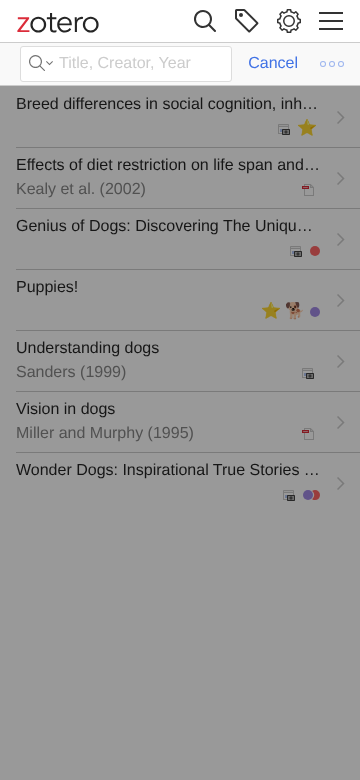 zotero
Title, Creator, Year
Cancel
Breed differences in social cognition, inh...
Effects of diet restriction on life span and...
Kealy et al. (2002)
Genius of Dogs: Discovering The Uniqu...
Puppies!
Understanding dogs
Sanders (1999)
Vision in dogs
Miller and Murphy (1995)
Wonder Dogs: Inspirational True Stories ...